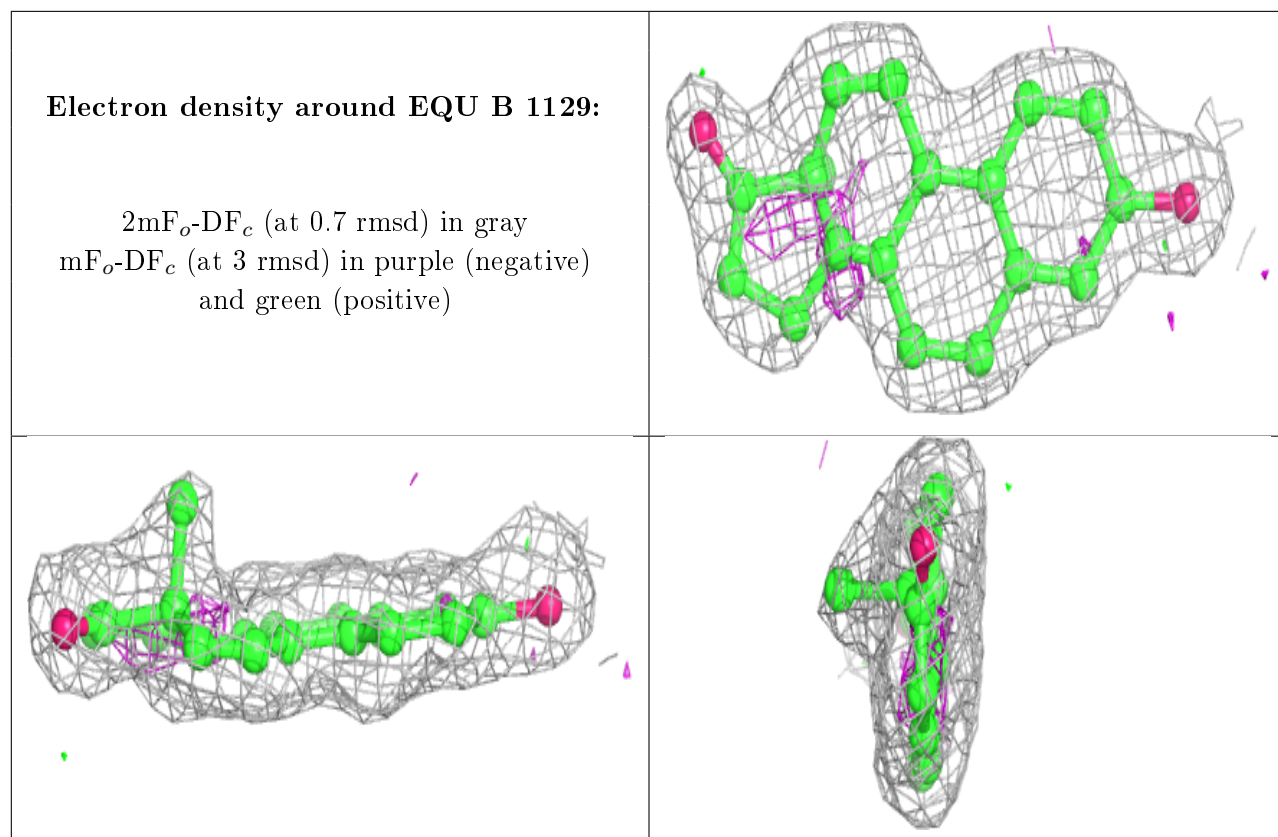 Electron density around EQU B 1129:
2mFₒ-DF𝒸 (at 0.7 rmsd) in gray
mFₒ-DF𝒸 (at 3 rmsd) in purple (negative)
and green (positive)